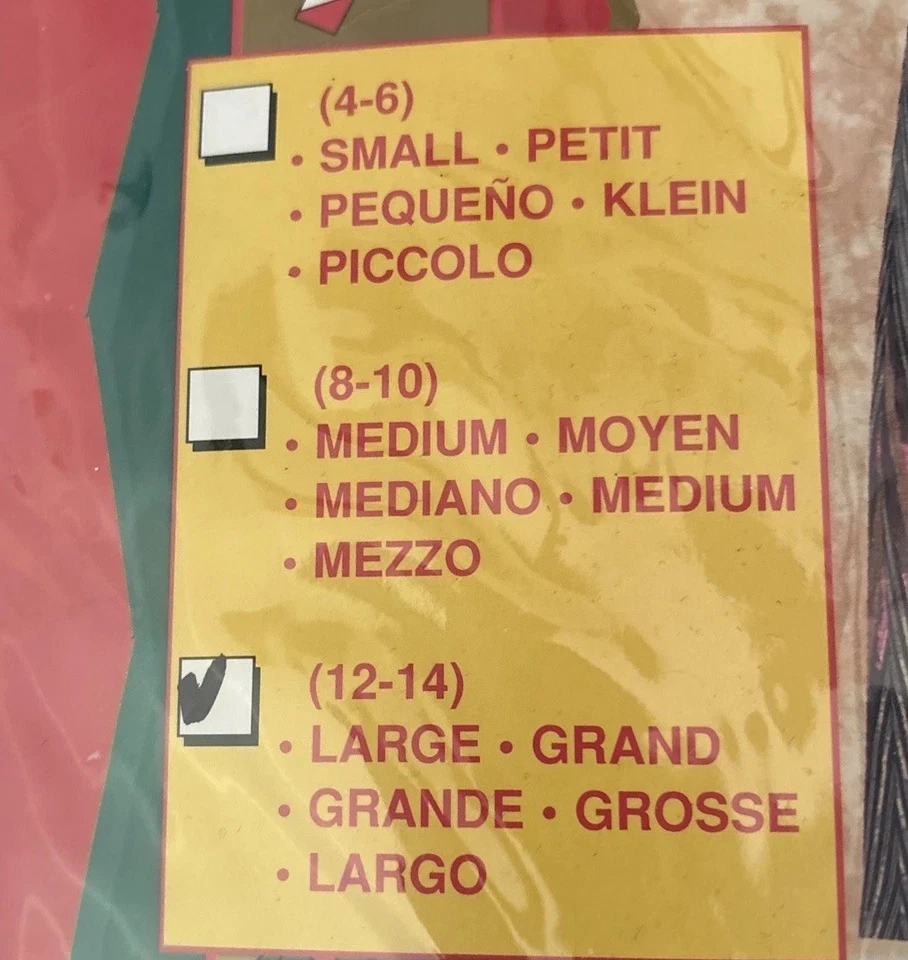 (4-6)
• SMALL • PETIT
• PEQUEÑO • KLEIN
• PICCOLO
(8-10)
• MEDIUM • MOYEN
• MEDIANO • MEDIUM
• MEZZO
(12-14)
• LARGE • GRAND
• GRANDE • GROSSE
• LARGO